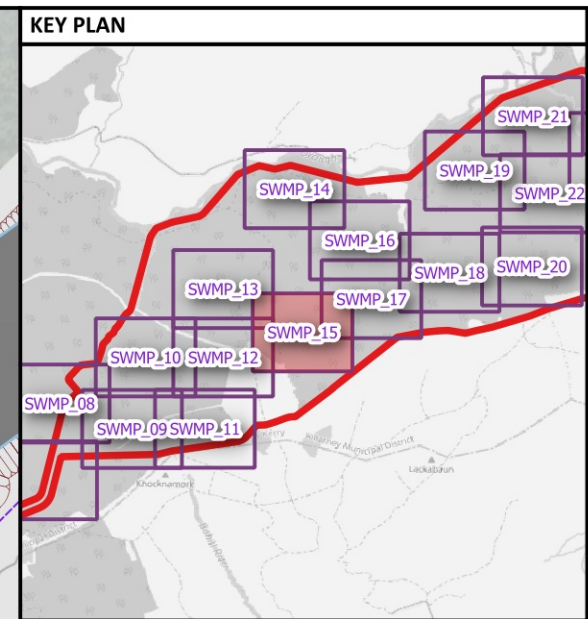 KEY PLAN
SWMP_21
SWMP_19
SWMP_14
SWMP_22
SWMP_16
SWMP_18
SWMP_20
SWMP_13
SWMP_17
SWMP_15
SWMP_10
SWMP_12
SWMP_08
SWMP_09
SWMP_11
Killarney Municipal District
Lackabaun
Knocknamork